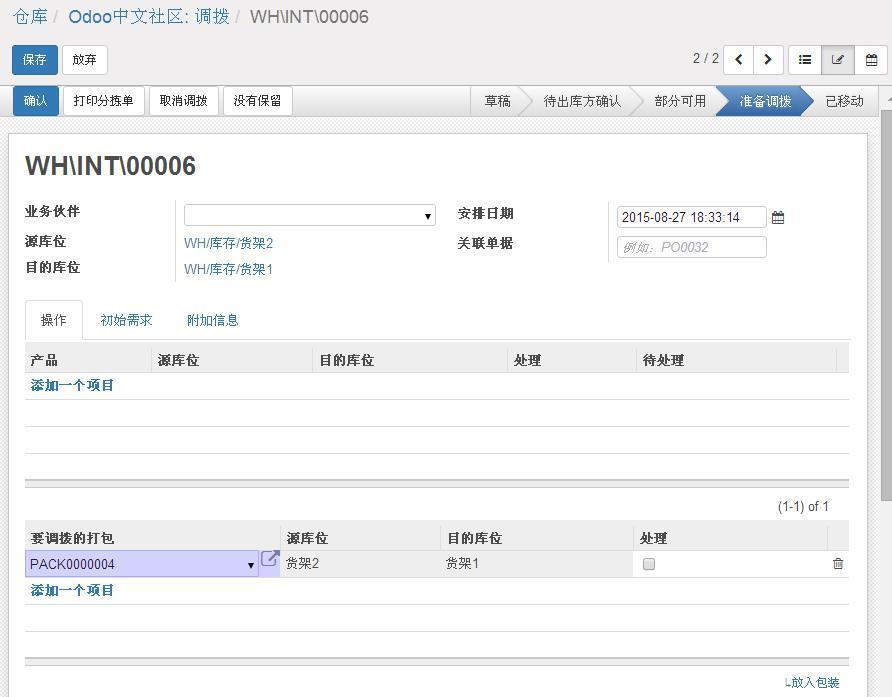 仓库 / Odoo中文社区: 调拨 / WH\INT\00006
保存 放弃 2 / 2
确认 打印分拣单 取消调拨 没有保留 草稿 待出库方确认 部分可用 准备调拨 已移动
WH\INT\00006
业务伙伴 安排日期 2015-08-27 18:33:14
源库位 WH/库存/货架2 关联单据 例如：PO0032
目的库位 WH/库存/货架1
操作 初始需求 附加信息
产品 源库位 目的库位 处理 待处理
添加一个项目
(1-1) of 1
要调拨的打包 源库位 目的库位 处理
PACK0000004 货架2 货架1
添加一个项目
放入包装